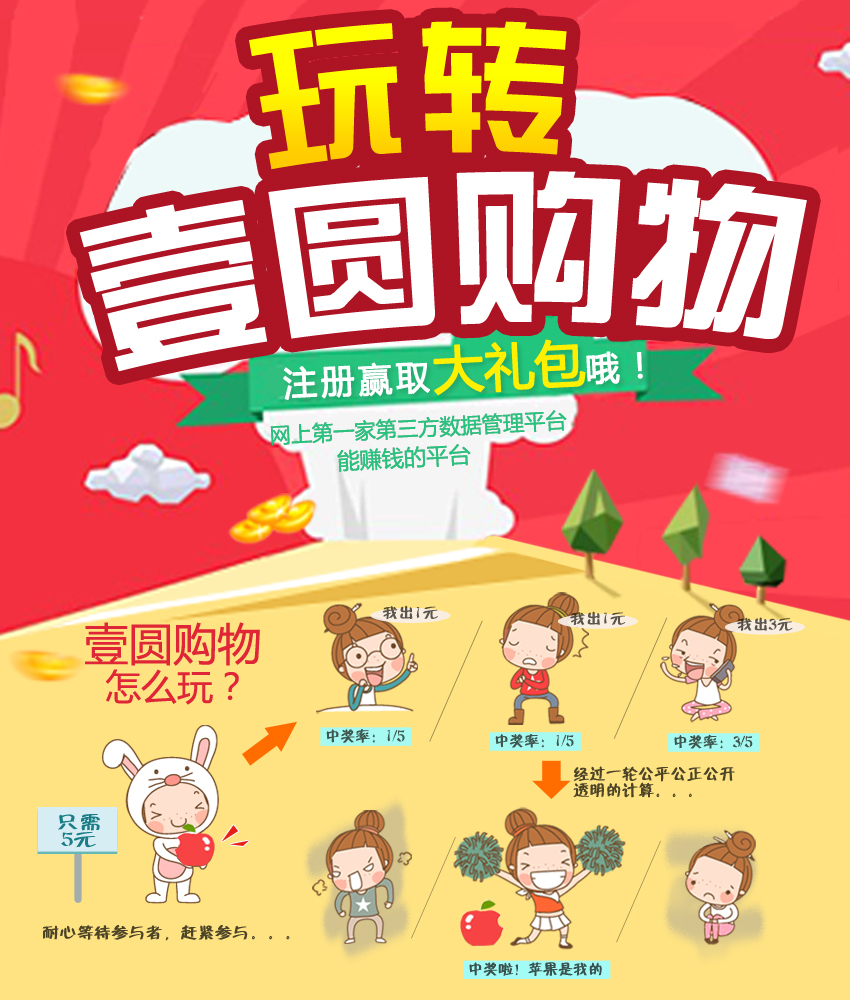 玩转
壹圆购物
注册赢取大礼包哦！
网上第一家第三方数据管理平台
能赚钱的平台
壹圆购物
怎么玩？
我出1元
我出1元
我出3元
中奖率：1/5
中奖率：1/5
中奖率：3/5
经过一轮公平公正公开
透明的计算。。。
只需
5元
耐心等待参与者，赶紧参与。。。
中奖啦！苹果是我的